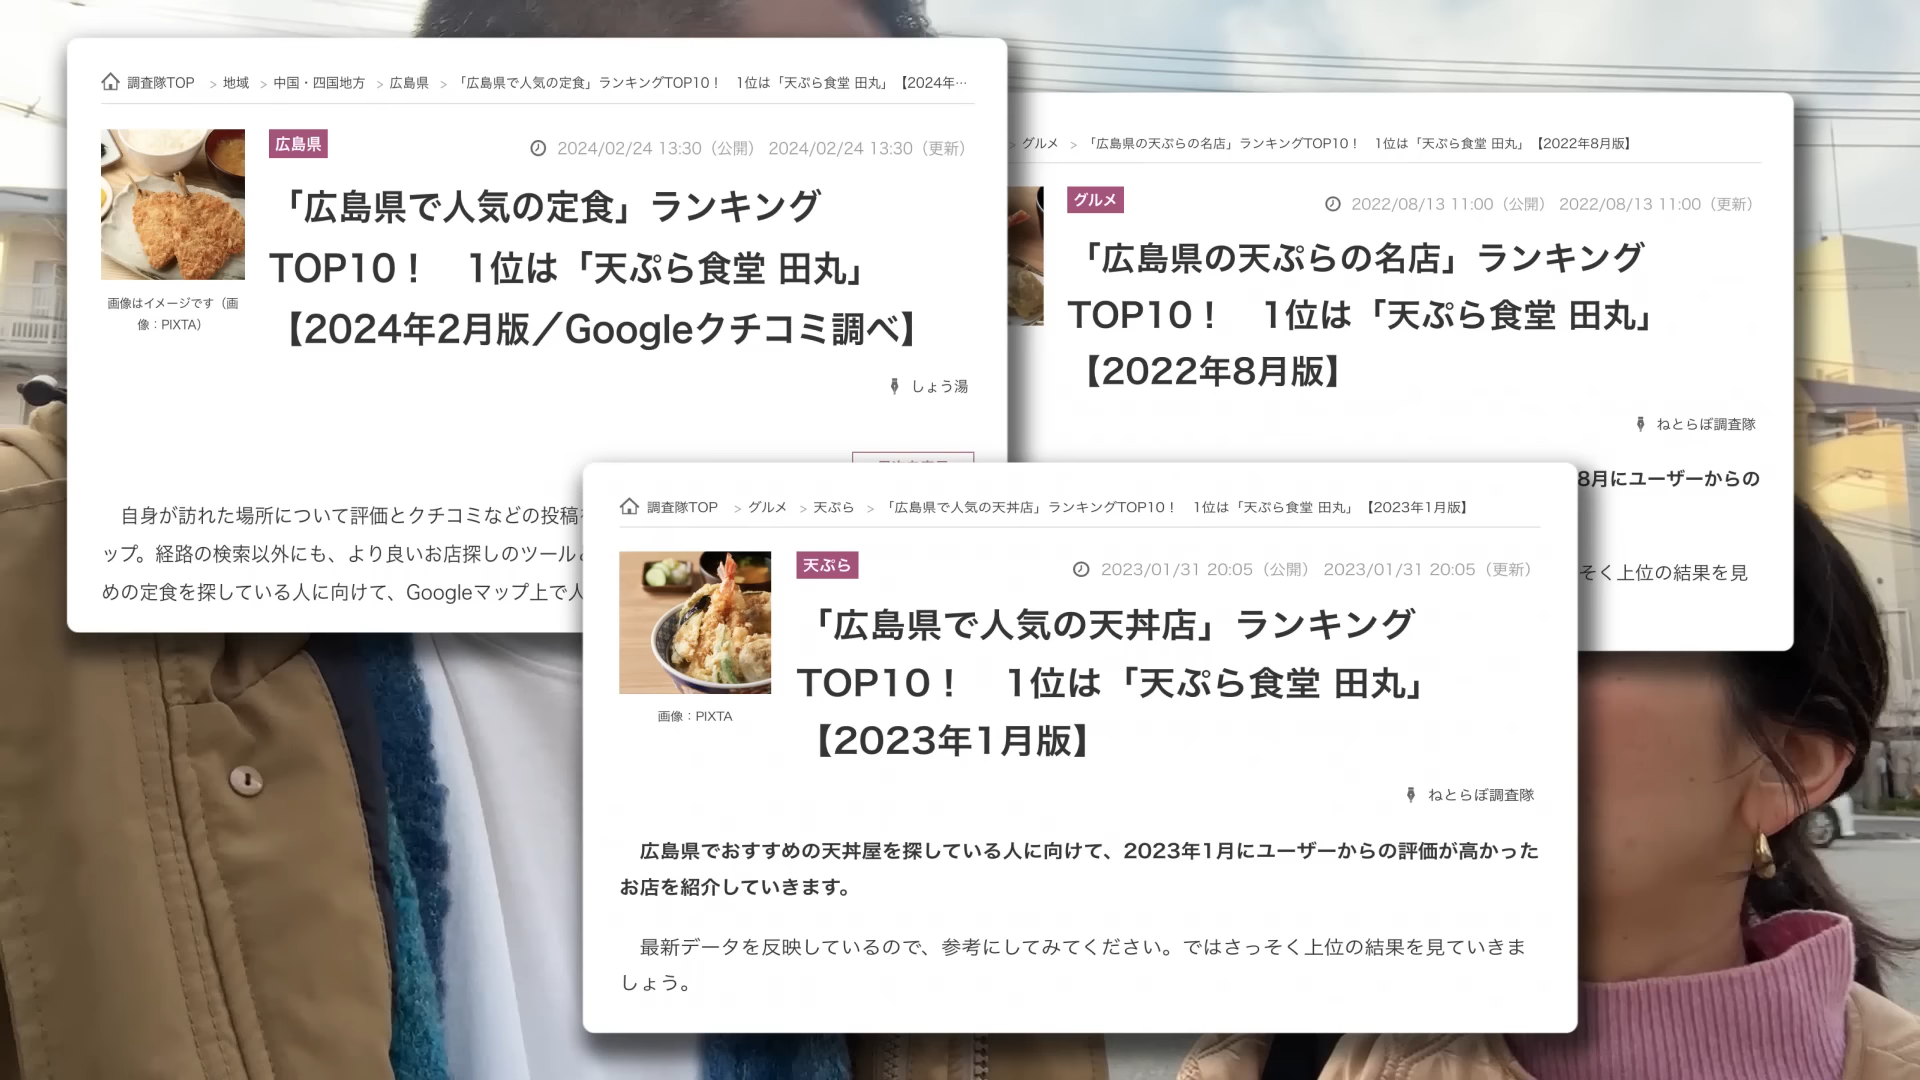 調査隊TOP > 地域 > 中国・四国地方 > 広島県 > 「広島県で人気の定食」ランキングTOP10！ 1位は「天ぷら食堂 田丸」【2024年…
広島県
2024/02/24 13:30（公開） 2024/02/24 13:30（更新）
「広島県で人気の定食」ランキング
TOP10！ 1位は「天ぷら食堂 田丸」
【2024年2月版／Googleクチコミ調べ】
画像はイメージです（画
像：PIXTA）
しょう湯
自身が訪れた場所について評価とクチコミなどの投稿
ップ。経路の検索以外にも、より良いお店探しのツール
めの定食を探している人に向けて、Googleマップ上で人
> グルメ > 「広島県の天ぷらの名店」ランキングTOP10！ 1位は「天ぷら食堂 田丸」【2022年8月版】
グルメ
2022/08/13 11:00（公開） 2022/08/13 11:00（更新）
「広島県の天ぷらの名店」ランキング
TOP10！ 1位は「天ぷら食堂 田丸」
【2022年8月版】
ねとらぼ調査隊
8月にユーザーからの
そく上位の結果を見
調査隊TOP > グルメ > 天ぷら > 「広島県で人気の天丼店」ランキングTOP10！ 1位は「天ぷら食堂 田丸」【2023年1月版】
天ぷら
2023/01/31 20:05（公開） 2023/01/31 20:05（更新）
「広島県で人気の天丼店」ランキング
TOP10！ 1位は「天ぷら食堂 田丸」
【2023年1月版】
画像：PIXTA
ねとらぼ調査隊
広島県でおすすめの天丼屋を探している人に向けて、2023年1月にユーザーからの評価が高かった
お店を紹介していきます。
最新データを反映しているので、参考にしてみてください。ではさっそく上位の結果を見ていきま
しょう。